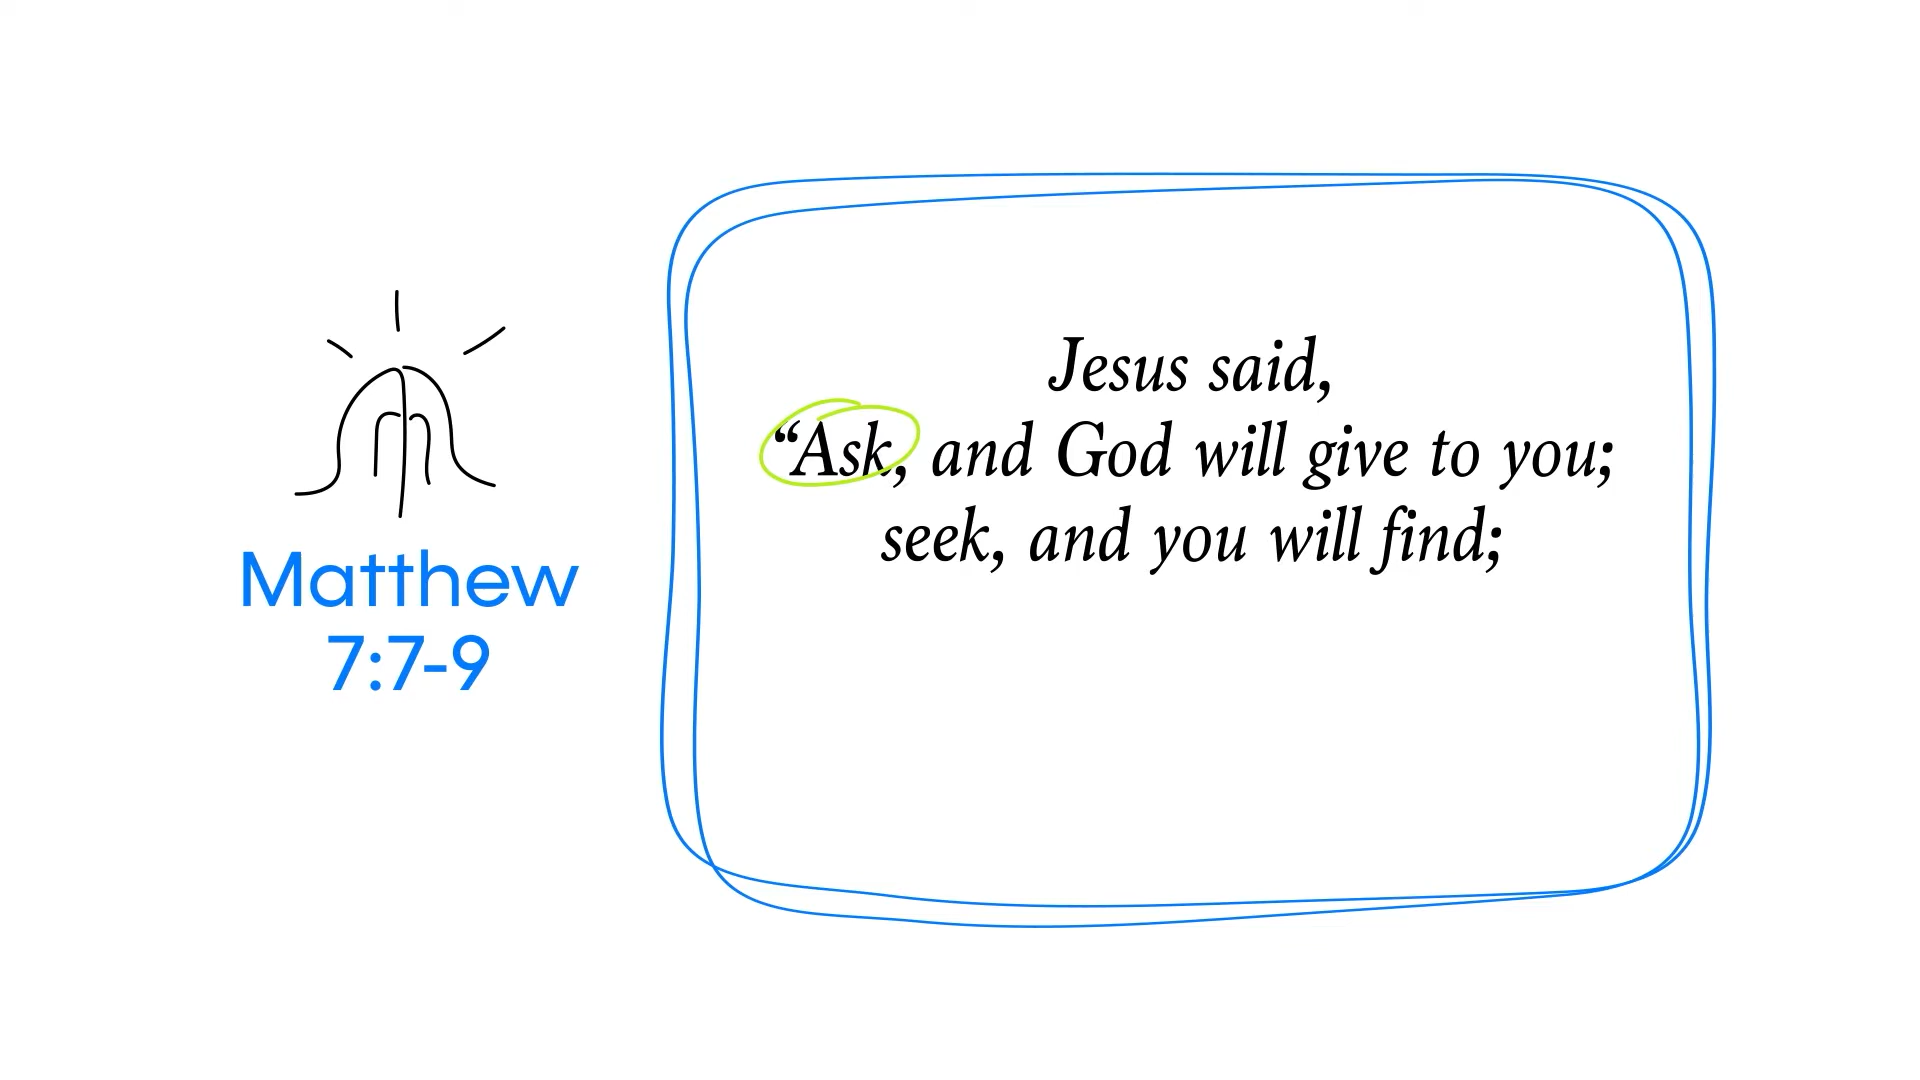 Matthew
7:7-9
Jesus said,
“Ask, and God will give to you;
seek, and you will find;